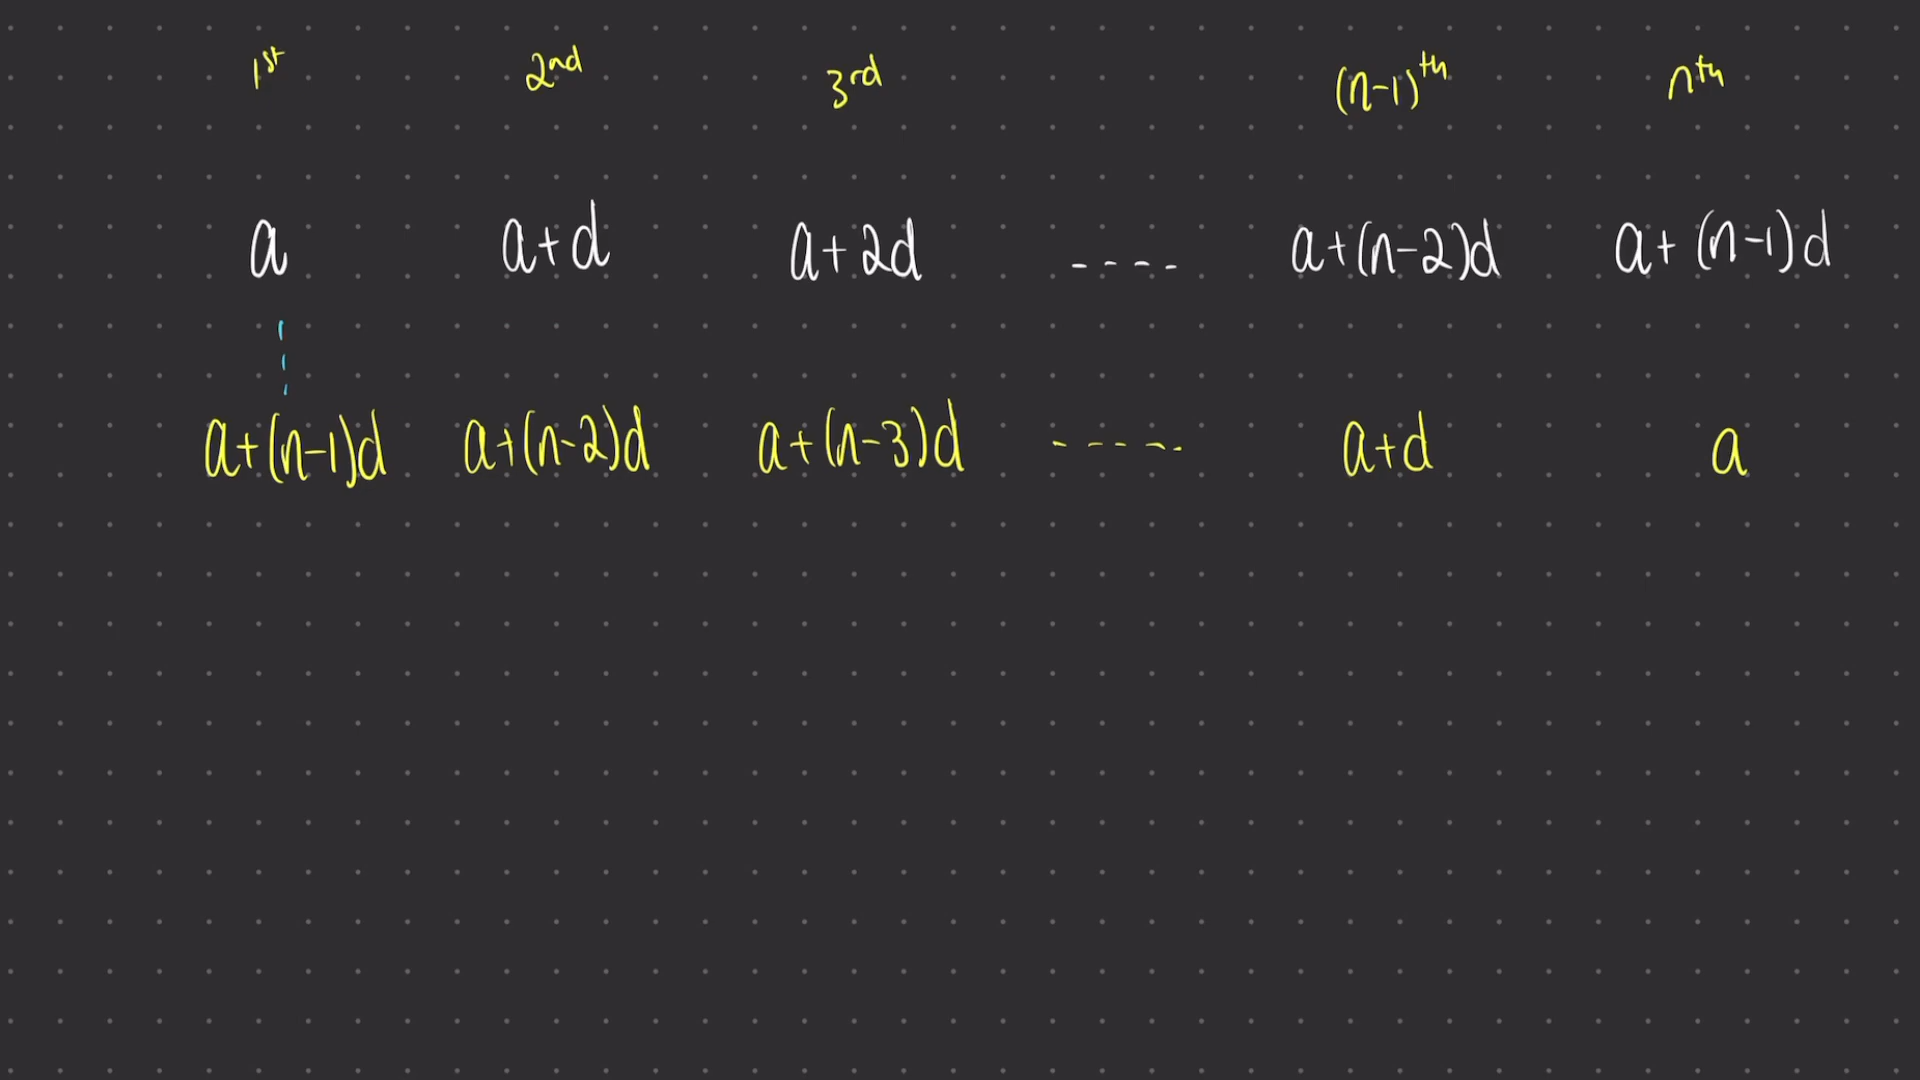 1st 2nd 3rd (n-1)th nth
a a+d a+2d ---- a+(n-2)d a+(n-1)d
a+(n-1)d a+(n-2)d a+(n-3)d ----- a+d a